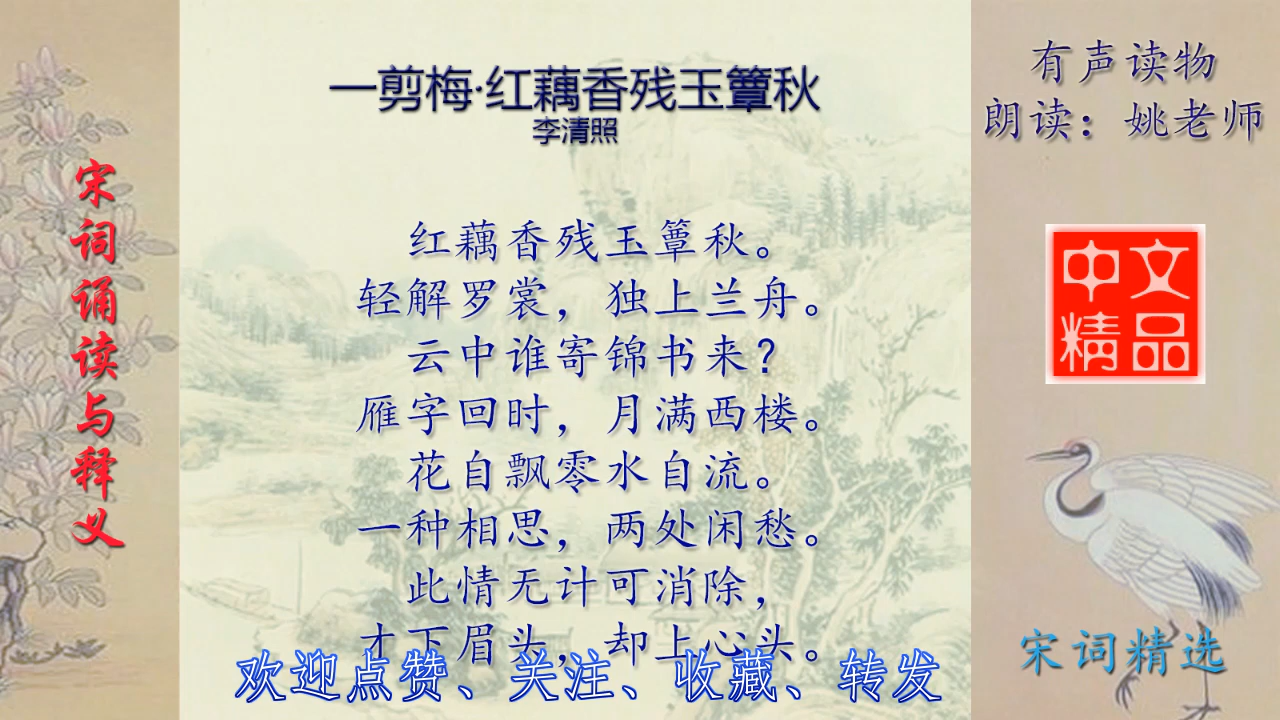 一剪梅·红藕香残玉簟秋
李清照
红藕香残玉簟秋。
轻解罗裳，独上兰舟。
云中谁寄锦书来？
雁字回时，月满西楼。
花自飘零水自流。
一种相思，两处闲愁。
此情无计可消除，
才下眉头，却上心头。
欢迎点赞、关注、收藏、转发
宋词诵读与释义
有声读物
朗读：姚老师
中文
精品
宋词精选